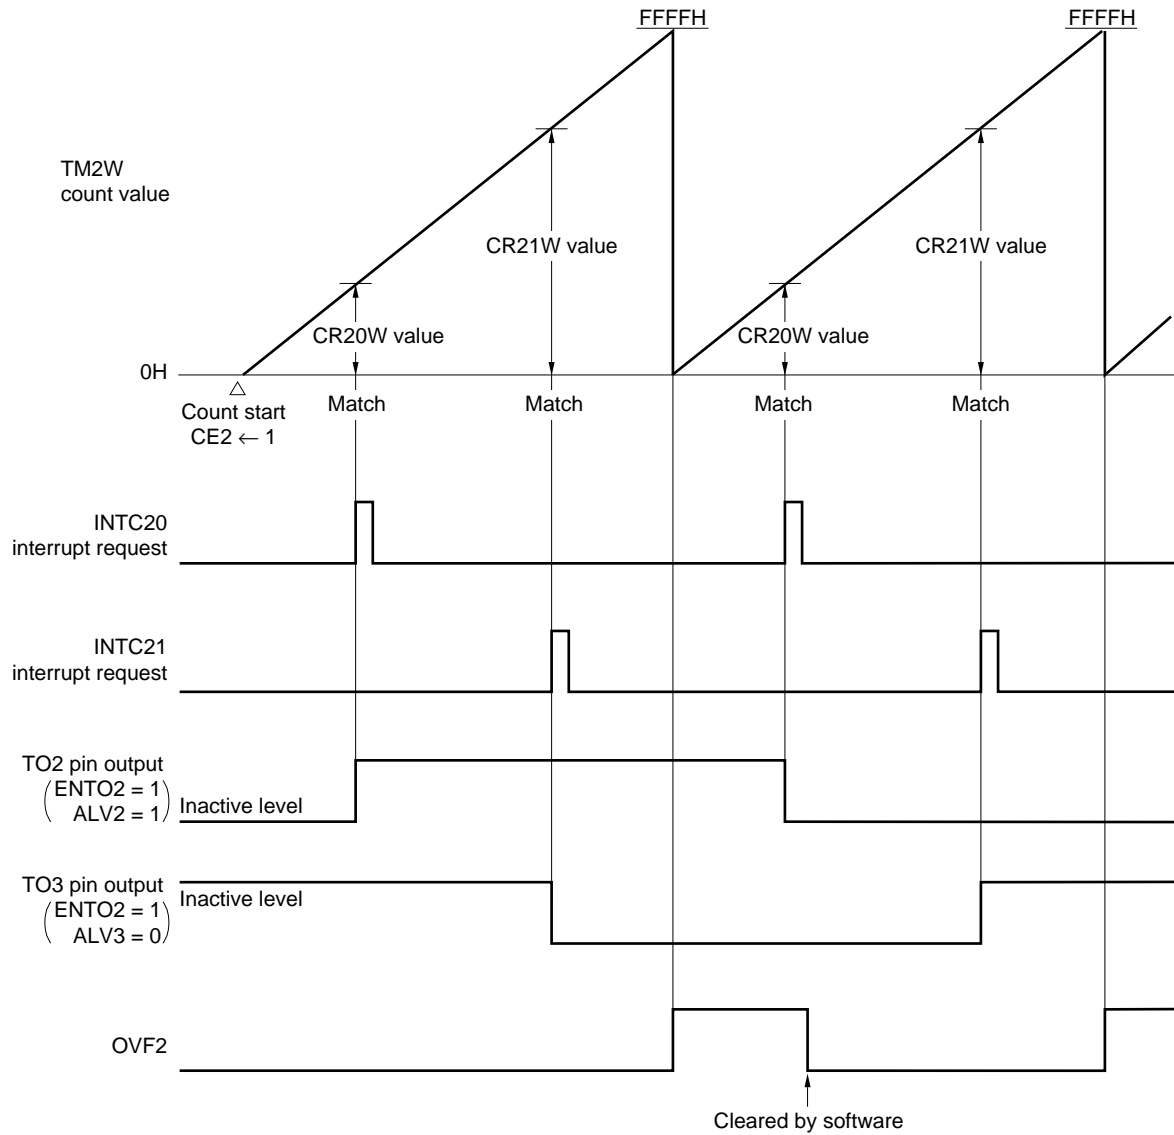 FFFFH
FFFFH
TM2W
count value
CR21W value
CR21W value
CR20W value
CR20W value
0H
Count start
CE2 ← 1
Match
Match
Match
Match
INTC20
interrupt request
INTC21
interrupt request
TO2 pin output
(ENTO2 = 1
ALV2 = 1)
Inactive level
TO3 pin output
(ENTO2 = 1
ALV3 = 0)
Inactive level
OVF2
Cleared by software